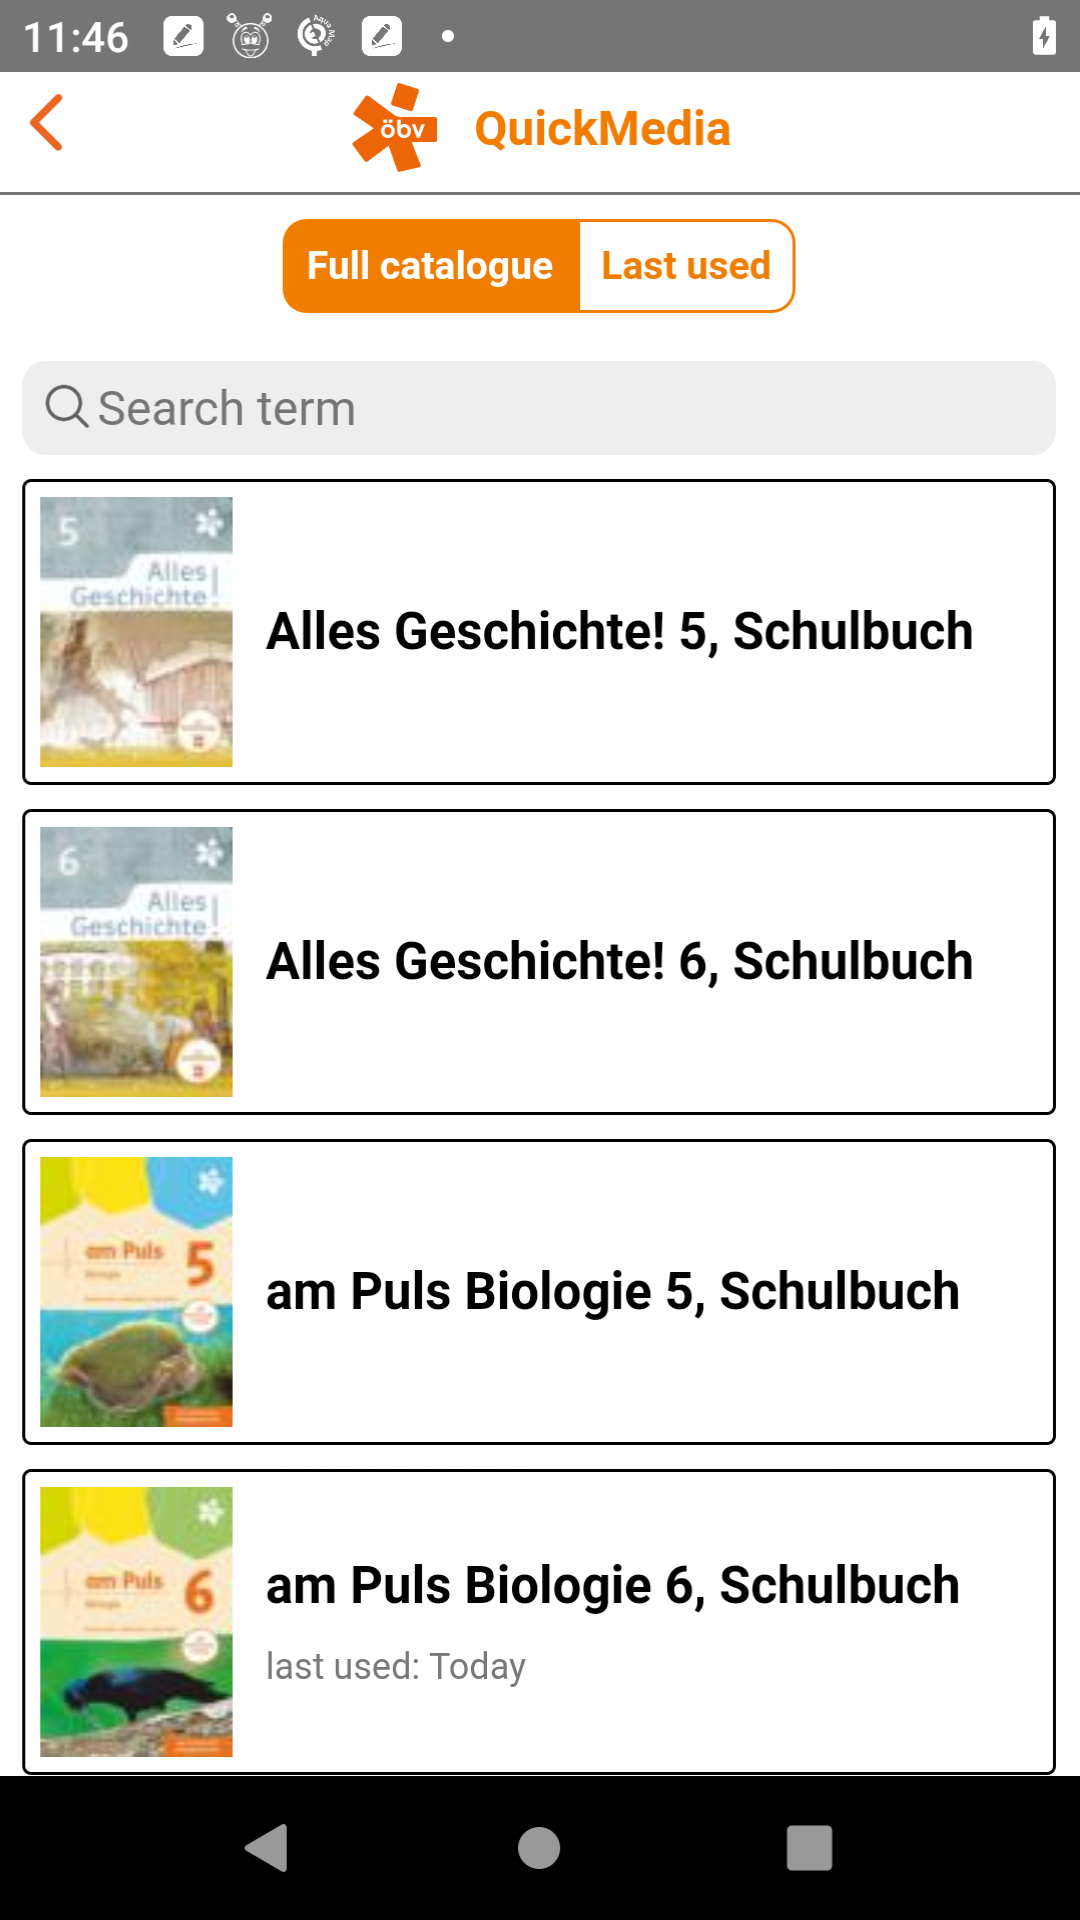 11:46
öbv
QuickMedia
Full catalogue
Last used
Search term
5
Alles
Geschichte!
Alles Geschichte! 5, Schulbuch
6
Alles
Geschichte!
Alles Geschichte! 6, Schulbuch
am Puls 5
am Puls Biologie 5, Schulbuch
am Puls 6
am Puls Biologie 6, Schulbuch
last used: Today